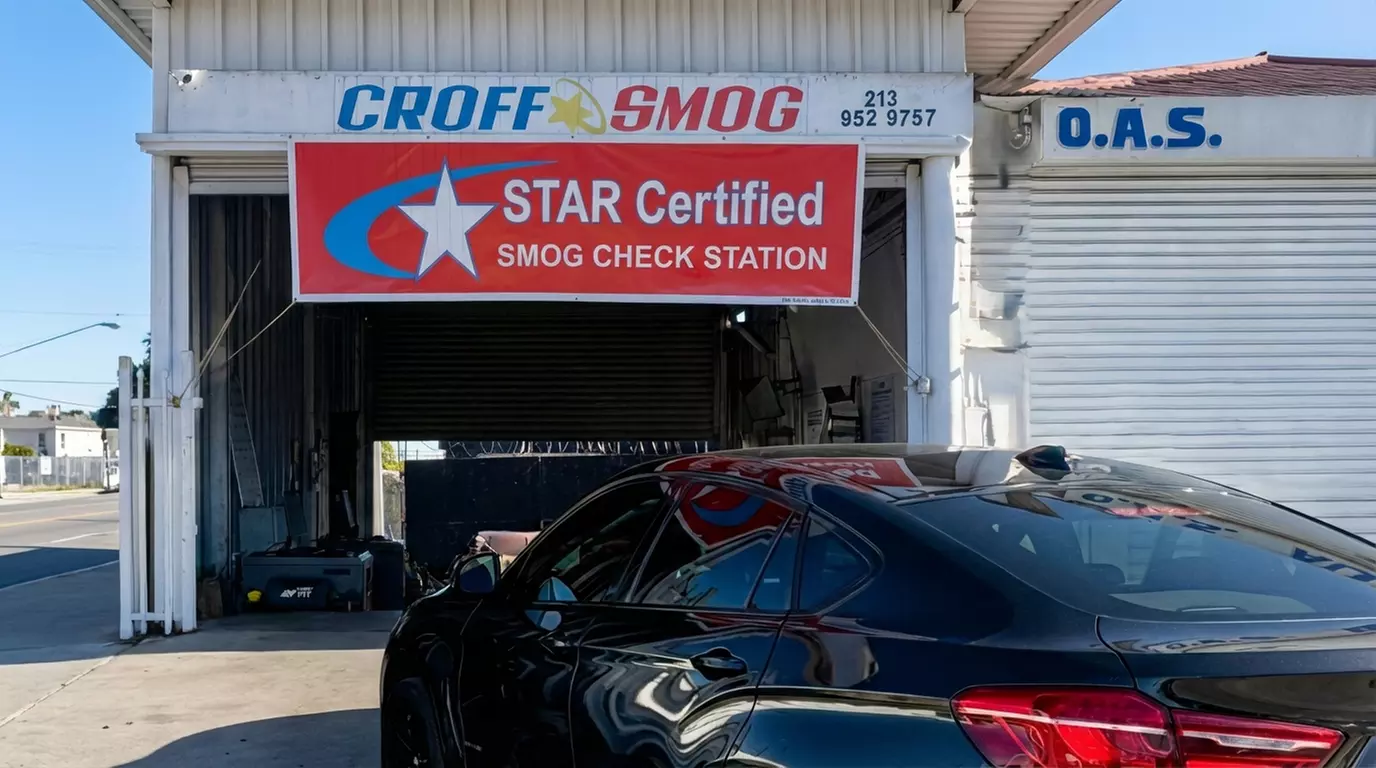 CROFF SMOG
213
952 9757
O.A.S.
STAR Certified
SMOG CHECK STATION